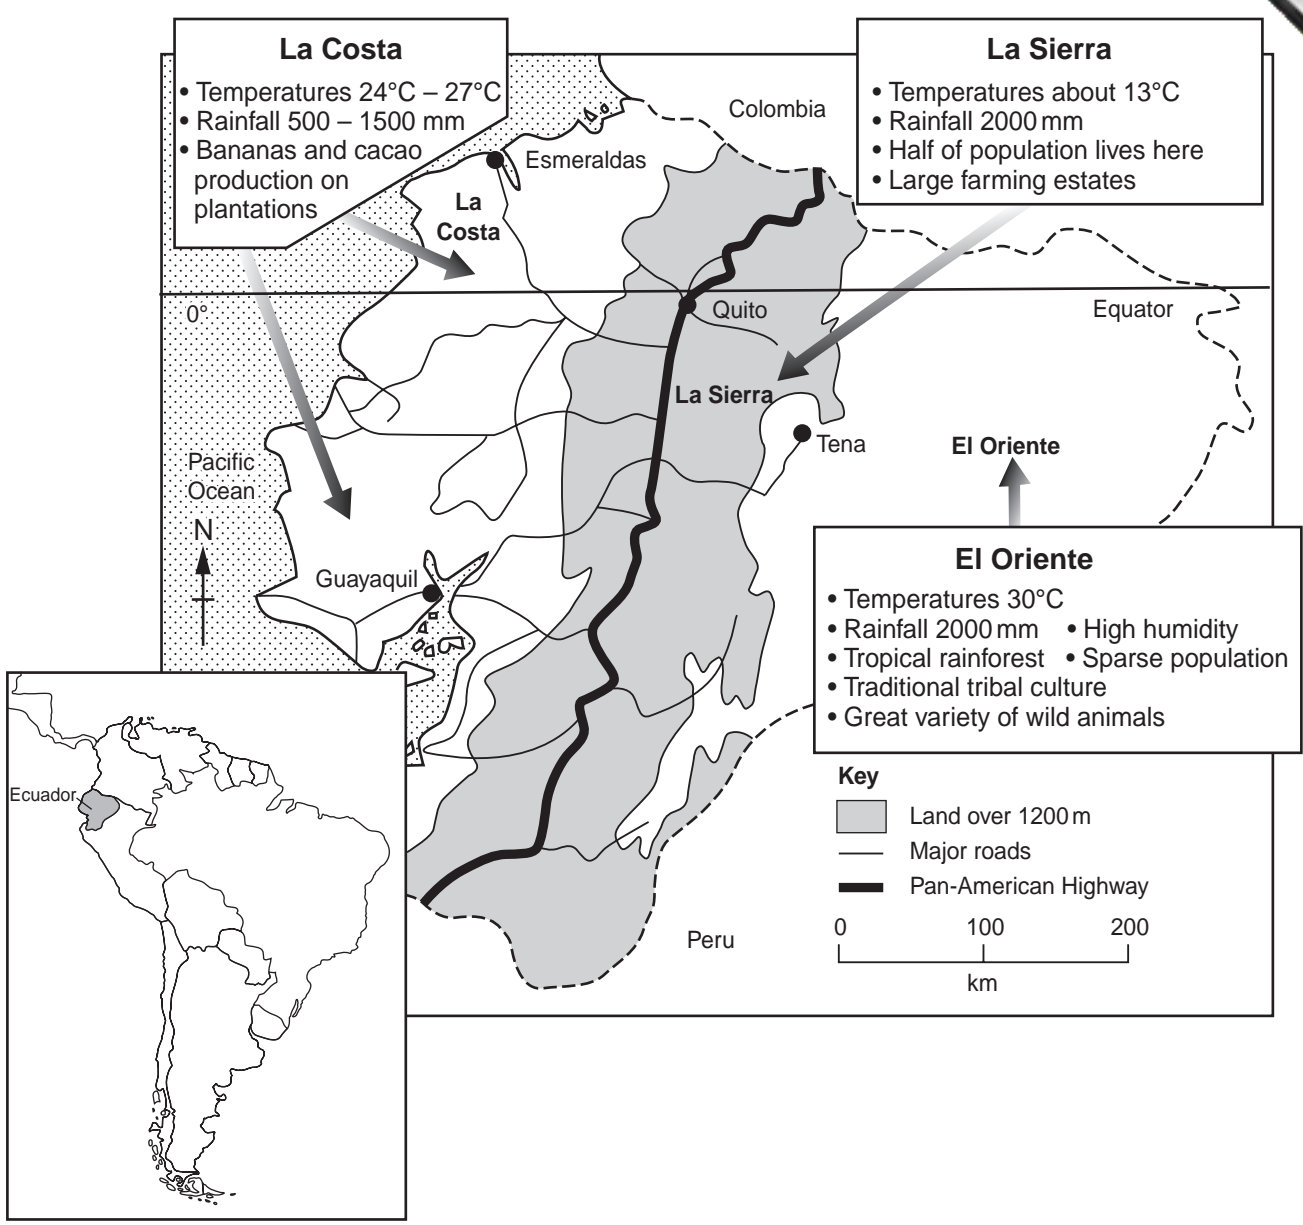 La Costa
• Temperatures 24°C – 27°C
• Rainfall 500 – 1500 mm
• Bananas and cacao
production on
plantations
La Sierra
• Temperatures about 13°C
• Rainfall 2000 mm
• Half of population lives here
• Large farming estates
Colombia
Esmeraldas
La
Costa
0°
Quito
Equator
La Sierra
Tena
El Oriente
Pacific
Ocean
N
Guayaquil
El Oriente
• Temperatures 30°C
• Rainfall 2000 mm • High humidity
• Tropical rainforest • Sparse population
• Traditional tribal culture
• Great variety of wild animals
Ecuador
Key
Land over 1200 m
Major roads
Pan-American Highway
Peru
0 100 200
km